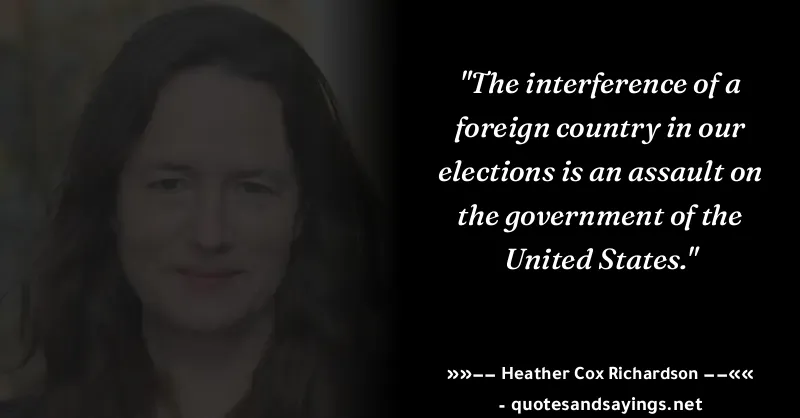 "The interference of a
foreign country in our
elections is an assault on
the government of the
United States."
»»−− Heather Cox Richardson −−««
- quotesandsayings.net